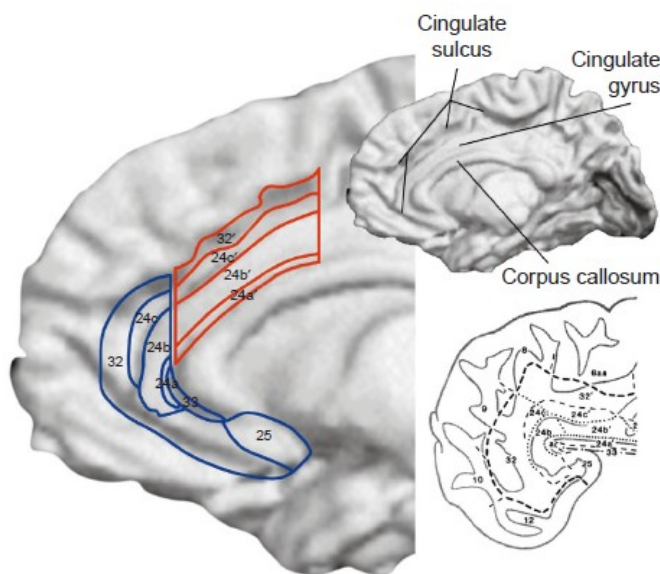 Cingulate
sulcus
Cingulate
gyrus
Corpus callosum
32'
24c'
24b'
24a'
24c
24b
24a
32
33
25
8
6aβ
32'
9
24c
24c'
24b
24b'
24a'
33
25
32
10
12